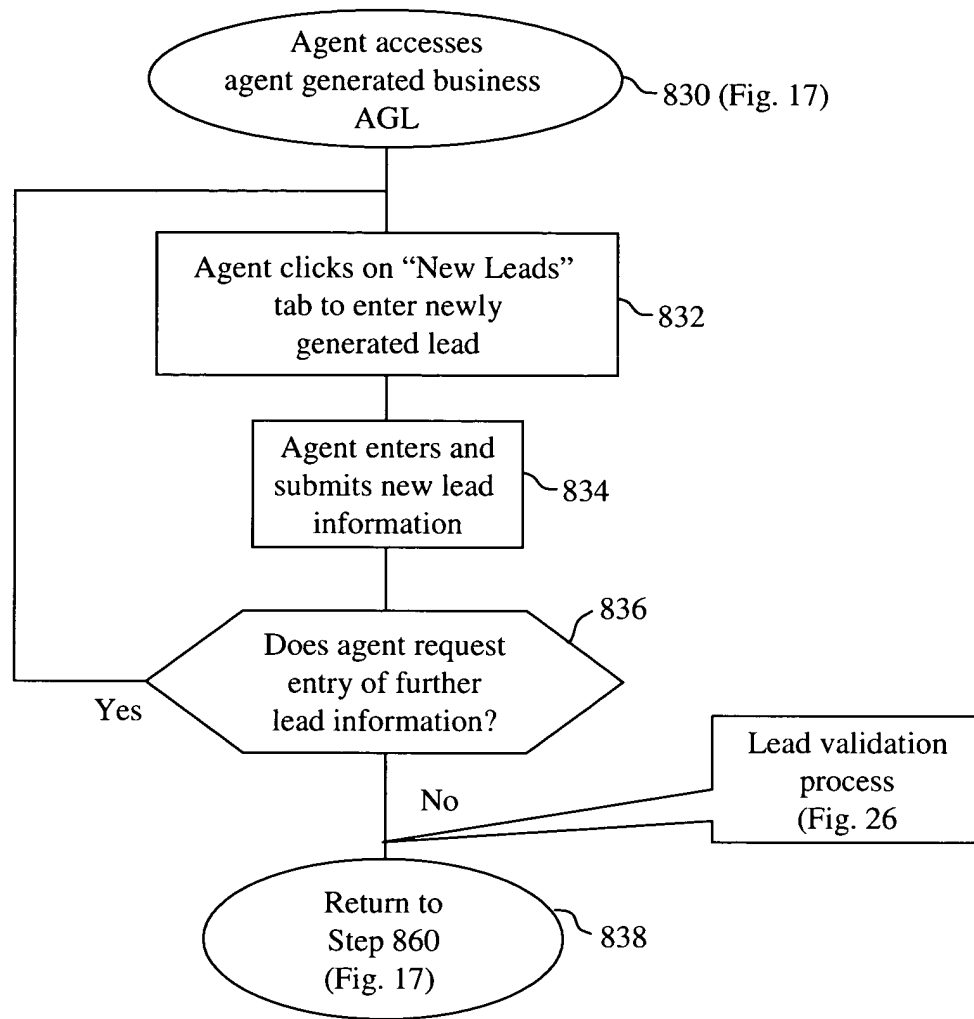 Agent accesses
agent generated business
AGL
830 (Fig. 17)
Agent clicks on “New Leads”
tab to enter newly
generated lead
832
Agent enters and
submits new lead
information
834
836
Does agent request
entry of further
lead information?
Yes
No
Lead validation
process
(Fig. 26
Return to
Step 860
(Fig. 17)
838